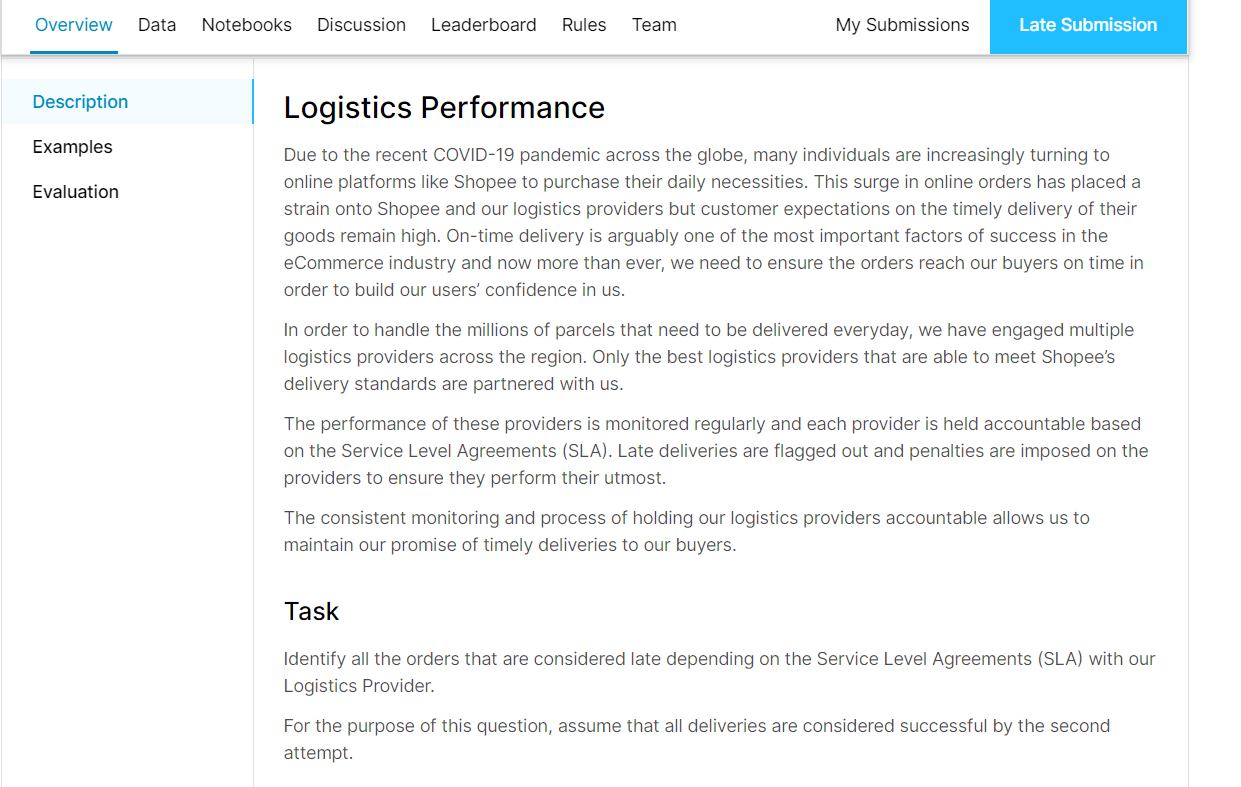 Overview Data Notebooks Discussion Leaderboard Rules Team My Submissions Late Submission
Description
Examples
Evaluation
Logistics Performance
Due to the recent COVID-19 pandemic across the globe, many individuals are increasingly turning to
online platforms like Shopee to purchase their daily necessities. This surge in online orders has placed a
strain onto Shopee and our logistics providers but customer expectations on the timely delivery of their
goods remain high. On-time delivery is arguably one of the most important factors of success in the
eCommerce industry and now more than ever, we need to ensure the orders reach our buyers on time in
order to build our users’ confidence in us.
In order to handle the millions of parcels that need to be delivered everyday, we have engaged multiple
logistics providers across the region. Only the best logistics providers that are able to meet Shopee’s
delivery standards are partnered with us.
The performance of these providers is monitored regularly and each provider is held accountable based
on the Service Level Agreements (SLA). Late deliveries are flagged out and penalties are imposed on the
providers to ensure they perform their utmost.
The consistent monitoring and process of holding our logistics providers accountable allows us to
maintain our promise of timely deliveries to our buyers.
Task
Identify all the orders that are considered late depending on the Service Level Agreements (SLA) with our
Logistics Provider.
For the purpose of this question, assume that all deliveries are considered successful by the second
attempt.